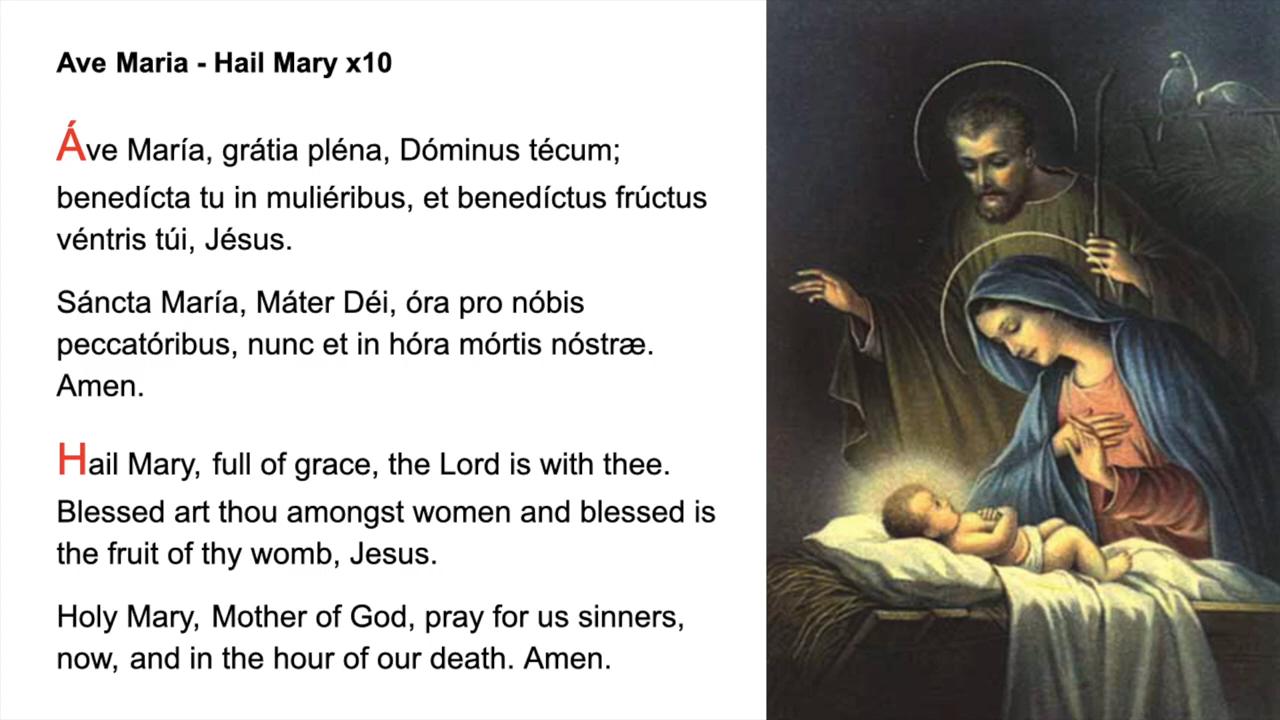 Ave Maria - Hail Mary x10
Áve María, grátia pléna, Dóminus técum;
benedícta tu in muliéribus, et benedíctus frúctus
véntris túi, Jésus.
Sáncta María, Máter Déi, óra pro nóbis
peccatóribus, nunc et in hóra mórtis nóstræ.
Amen.
Hail Mary, full of grace, the Lord is with thee.
Blessed art thou amongst women and blessed is
the fruit of thy womb, Jesus.
Holy Mary, Mother of God, pray for us sinners,
now, and in the hour of our death. Amen.